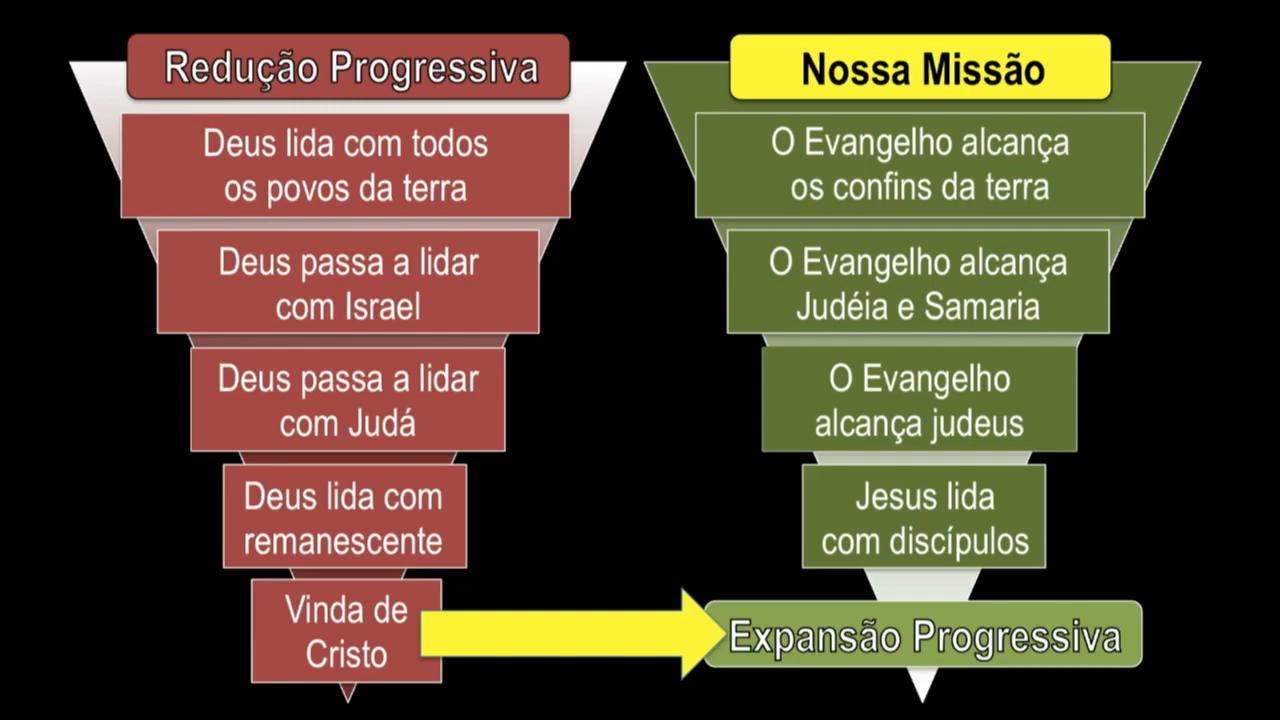 Redução Progressiva
Deus lida com todos
os povos da terra
Deus passa a lidar
com Israel
Deus passa a lidar
com Judá
Deus lida com
remanescente
Vinda de
Cristo
Nossa Missão
O Evangelho alcança
os confins da terra
O Evangelho alcança
Judéia e Samaria
O Evangelho
alcança judeus
Jesus lida
com discípulos
Expansão Progressiva